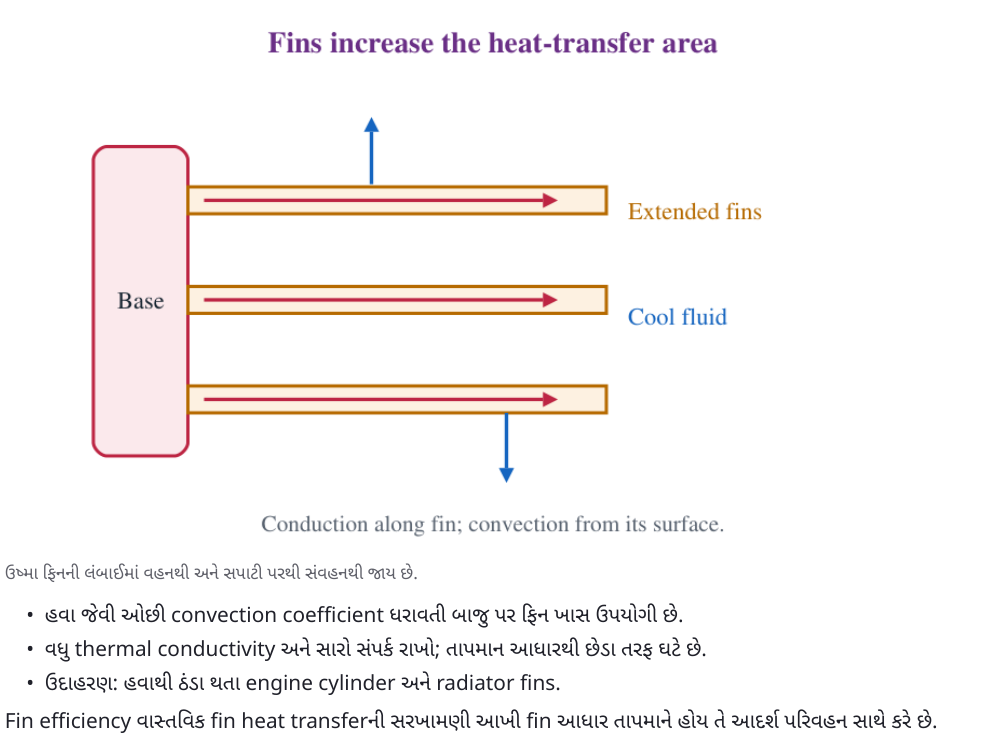 Fins increase the heat-transfer area
Base
Extended fins
Cool fluid
Conduction along fin; convection from its surface.
ઉષ્મા ફિનની લંબાઈમાં વહનથી અને સપાટી પરથી સંવહનથી જાય છે.
• હવા જેવી ઓછી convection coefficient ધરાવતી બાજુ પર ફિન ખાસ ઉપયોગી છે.
• વધુ thermal conductivity અને સારો સંપર્ક રાખો; તાપમાન આધારથી છેડા તરફ ઘટે છે.
• ઉદાહરણ: હવાથી ઠંડા થતા engine cylinder અને radiator fins.
Fin efficiency વાસ્તવિક fin heat transferની સરખામણી આખી fin આધાર તાપમાને હોય તે આદર્શ પરિવહન સાથે કરે છે.